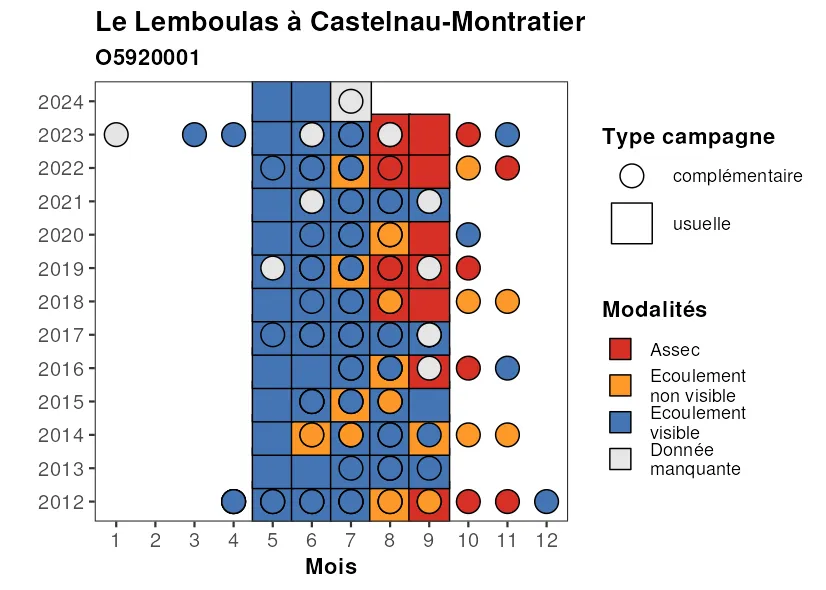 Le Lemboulas à Castelnau-Montratier
O5920001
2024
2023
2022
2021
2020
2019
2018
2017
2016
2015
2014
2013
2012
1 2 3 4 5 6 7 8 9 10 11 12
Mois
Type campagne
complémentaire
usuelle
Modalités
Assec
Ecoulement
non visible
Ecoulement
visible
Donnée
manquante